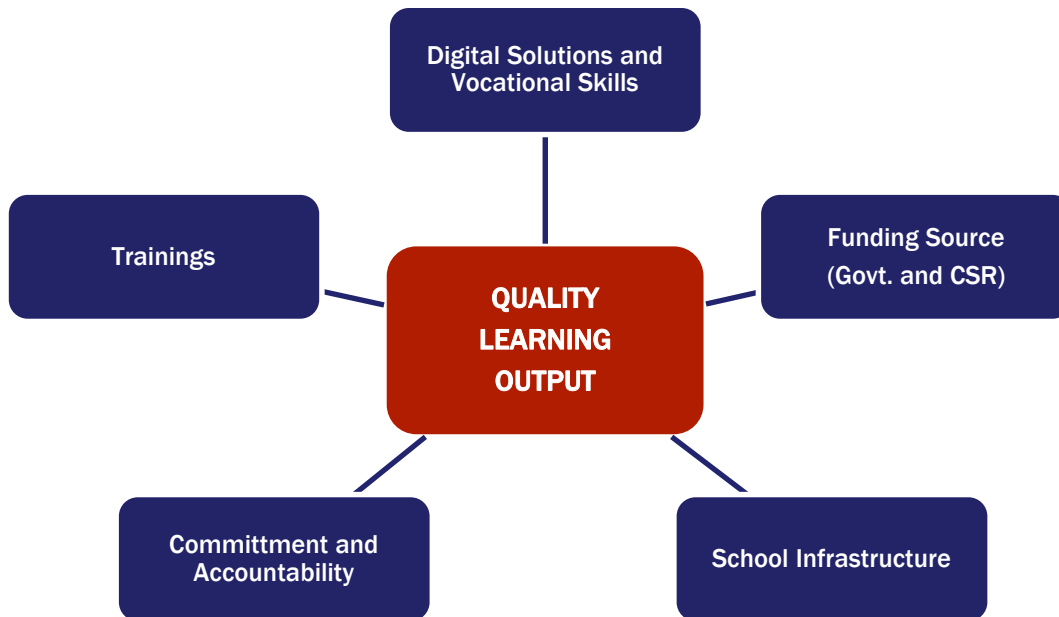 Digital Solutions and
Vocational Skills
Trainings
Funding Source
(Govt. and CSR)
QUALITY
LEARNING
OUTPUT
Committment and
Accountability
School Infrastructure